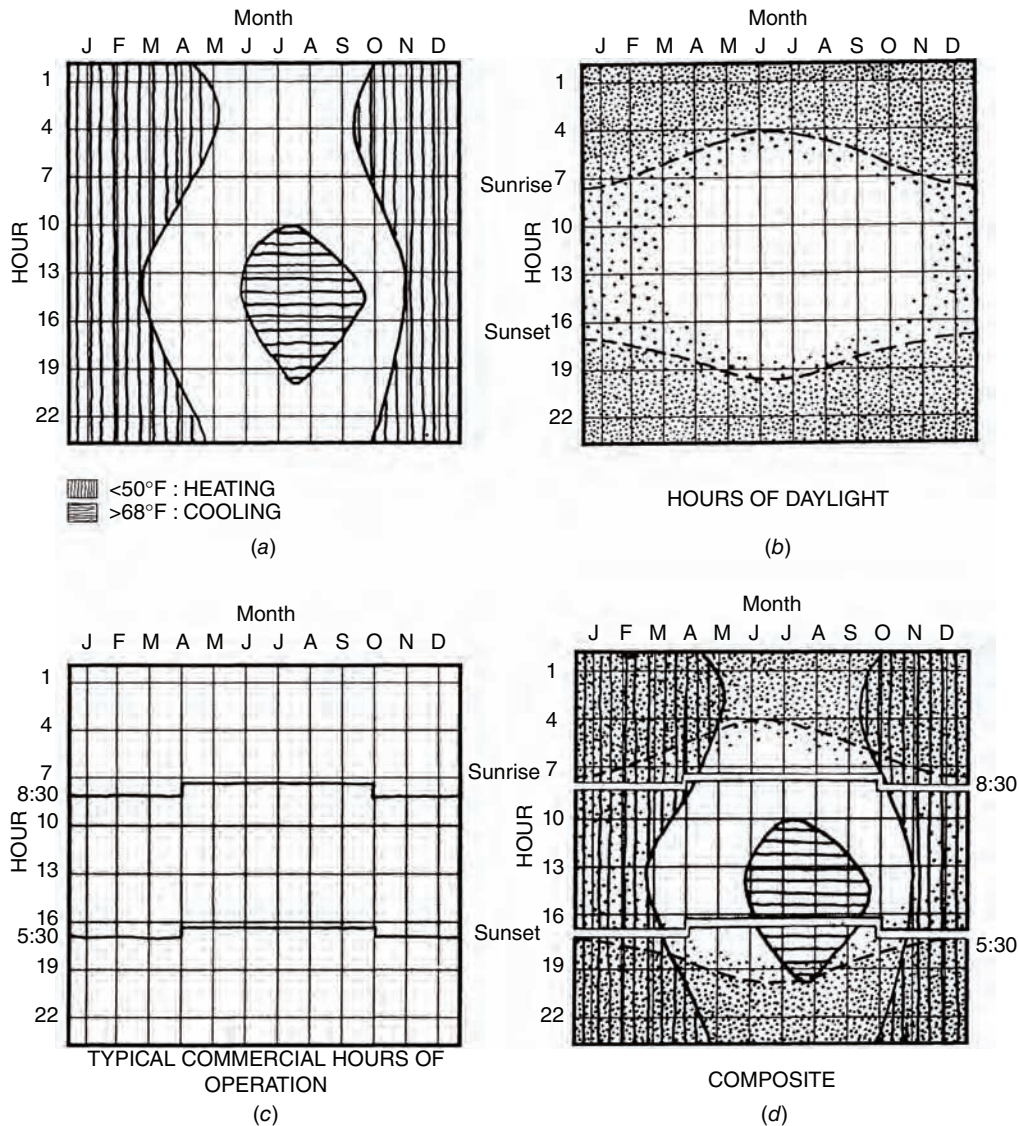 Month
J F M A M J J A S O N D
1
4
7
10
13
16
19
22
HOUR
<50°F : HEATING
>68°F : COOLING
(a)
Month
J F M A M J J A S O N D
1
4
Sunrise 7
10
13
Sunset 16
19
22
HOUR
HOURS OF DAYLIGHT
(b)
Month
J F M A M J J A S O N D
1
4
7
8:30
10
13
16
5:30
19
22
HOUR
TYPICAL COMMERCIAL HOURS OF
OPERATION
(c)
Month
J F M A M J J A S O N D
1
4
Sunrise 7
8:30
10
13
16
Sunset
5:30
19
22
HOUR
COMPOSITE
(d)